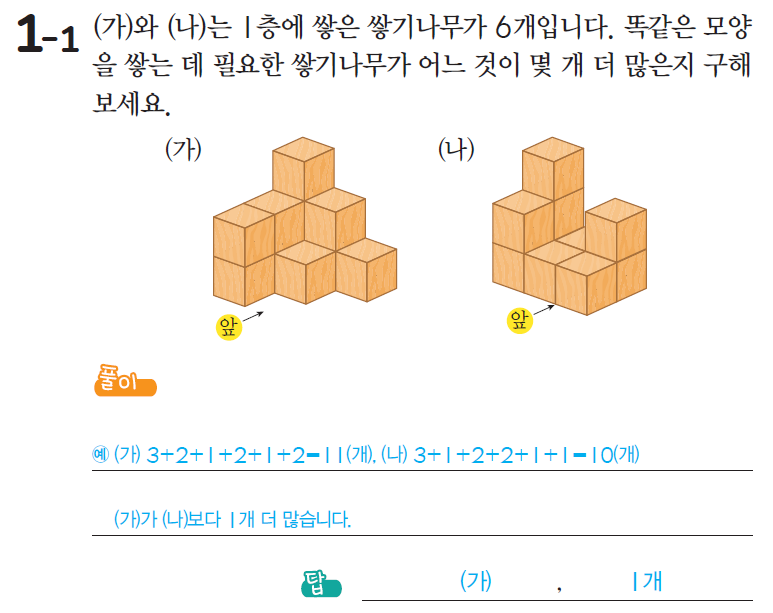 1-1 (가)와 (나)는 1층에 쌓은 쌓기나무가 6개입니다. 똑같은 모양
을 쌓는 데 필요한 쌓기나무가 어느 것이 몇 개 더 많은지 구해
보세요.
(가) (나)
앞 앞
풀이
예 (가) 3+2+1+2+1+2=11(개), (나) 3+1+2+2+1+1=10(개)
(가)가 (나)보다 1개 더 많습니다.
답 (가) , 1개